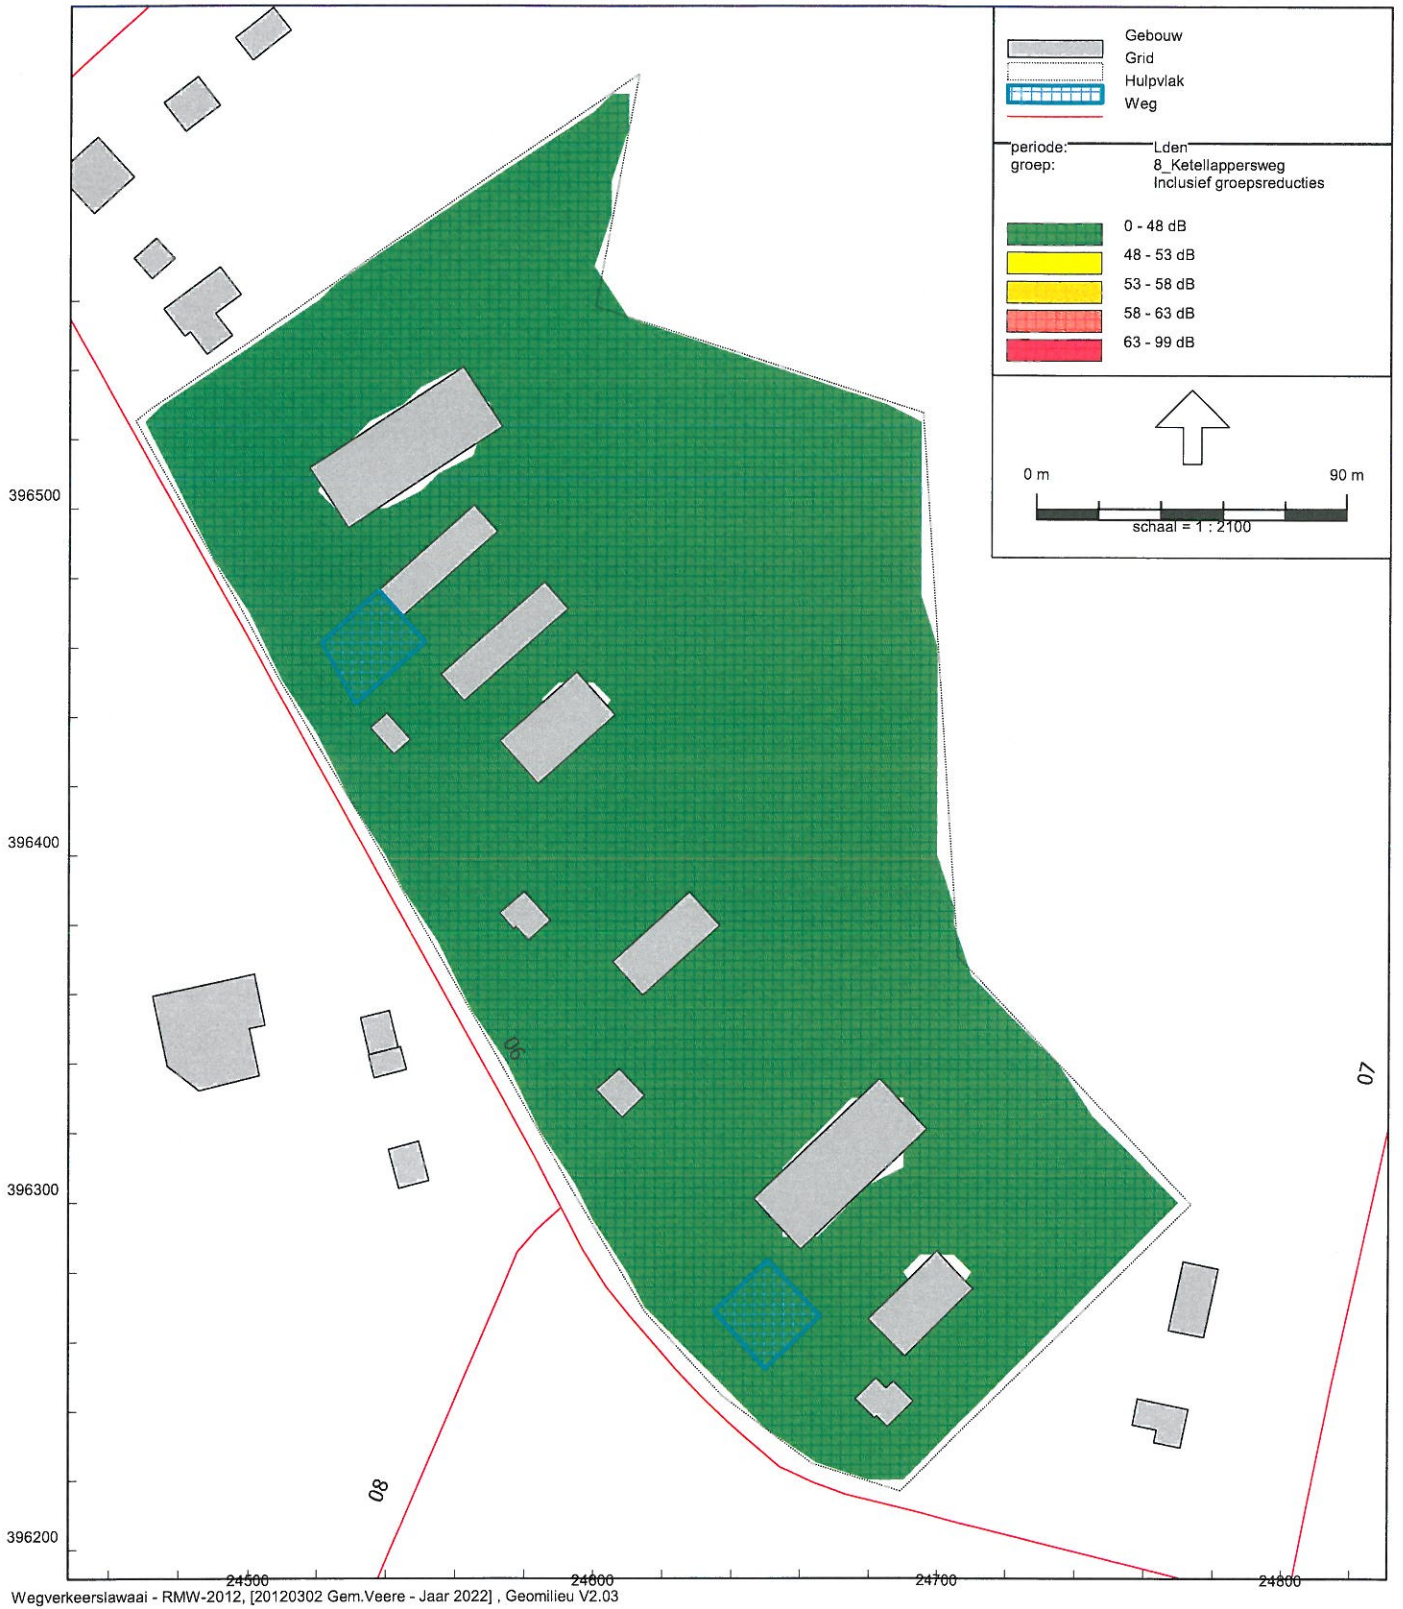 Gebouw
Grid
Hulpvlak
Weg
periode: Lden
groep: 8_Ketellappersweg
Inclusief groepsreducties
0 - 48 dB
48 - 53 dB
53 - 58 dB
58 - 63 dB
63 - 99 dB
0 m 90 m
schaal = 1 : 2100
396500
396400
06
07
396300
08
396200
24500 24600 24700 24800
Wegverkeerslawaai - RMW-2012, [20120302 Gem.Veere - Jaar 2022] , Geomilieu V2.03